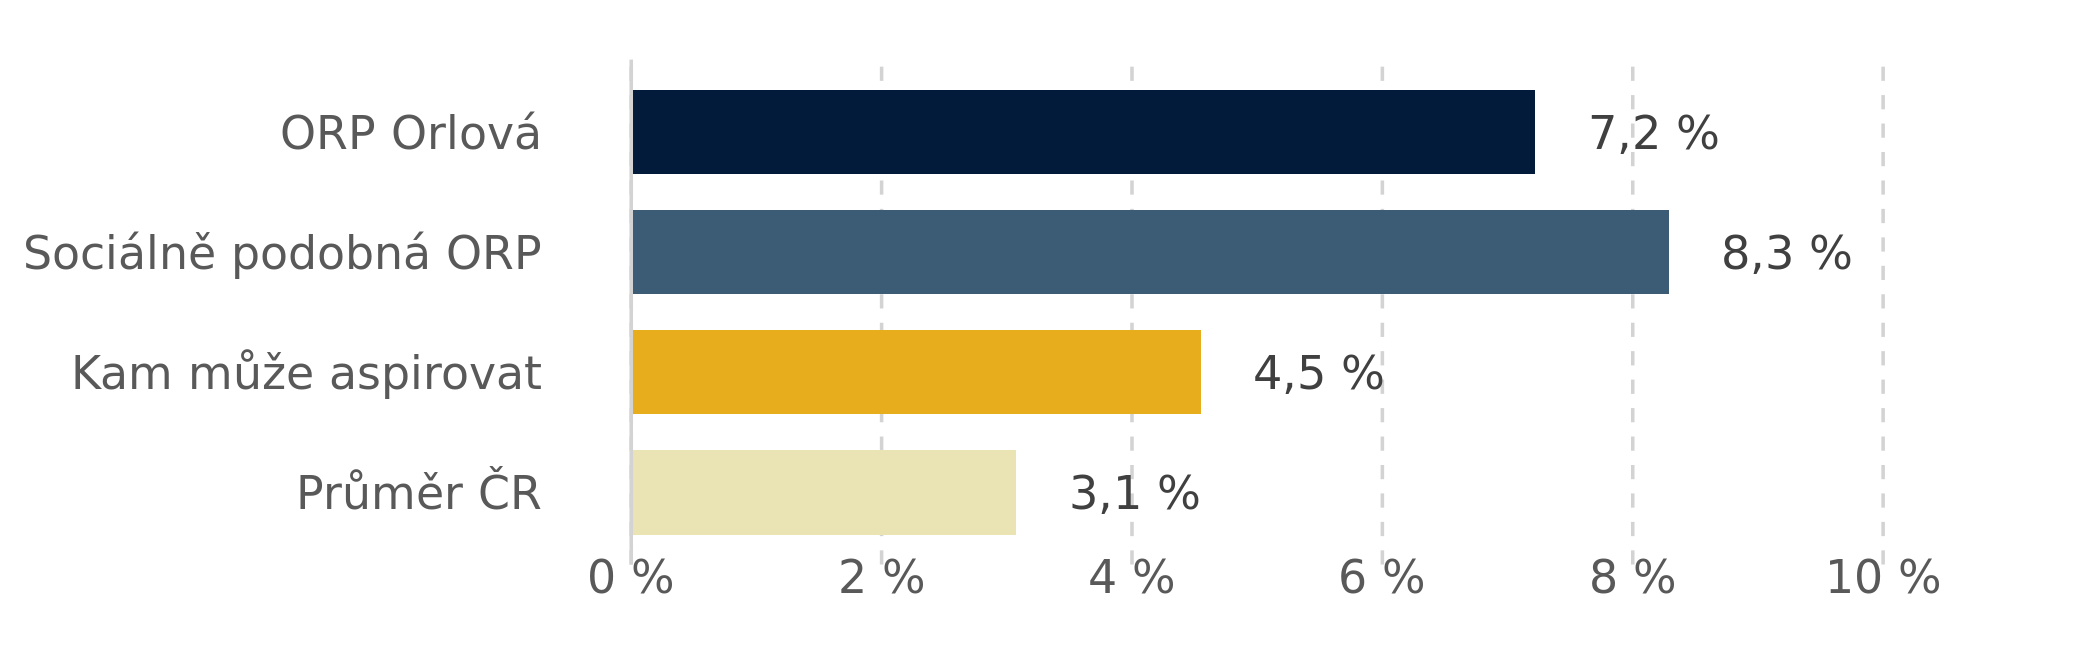 ORP Orlová
7,2 %
Sociálně podobná ORP
8,3 %
Kam může aspirovat
4,5 %
Průměr ČR
3,1 %
0 % 2 % 4 % 6 % 8 % 10 %